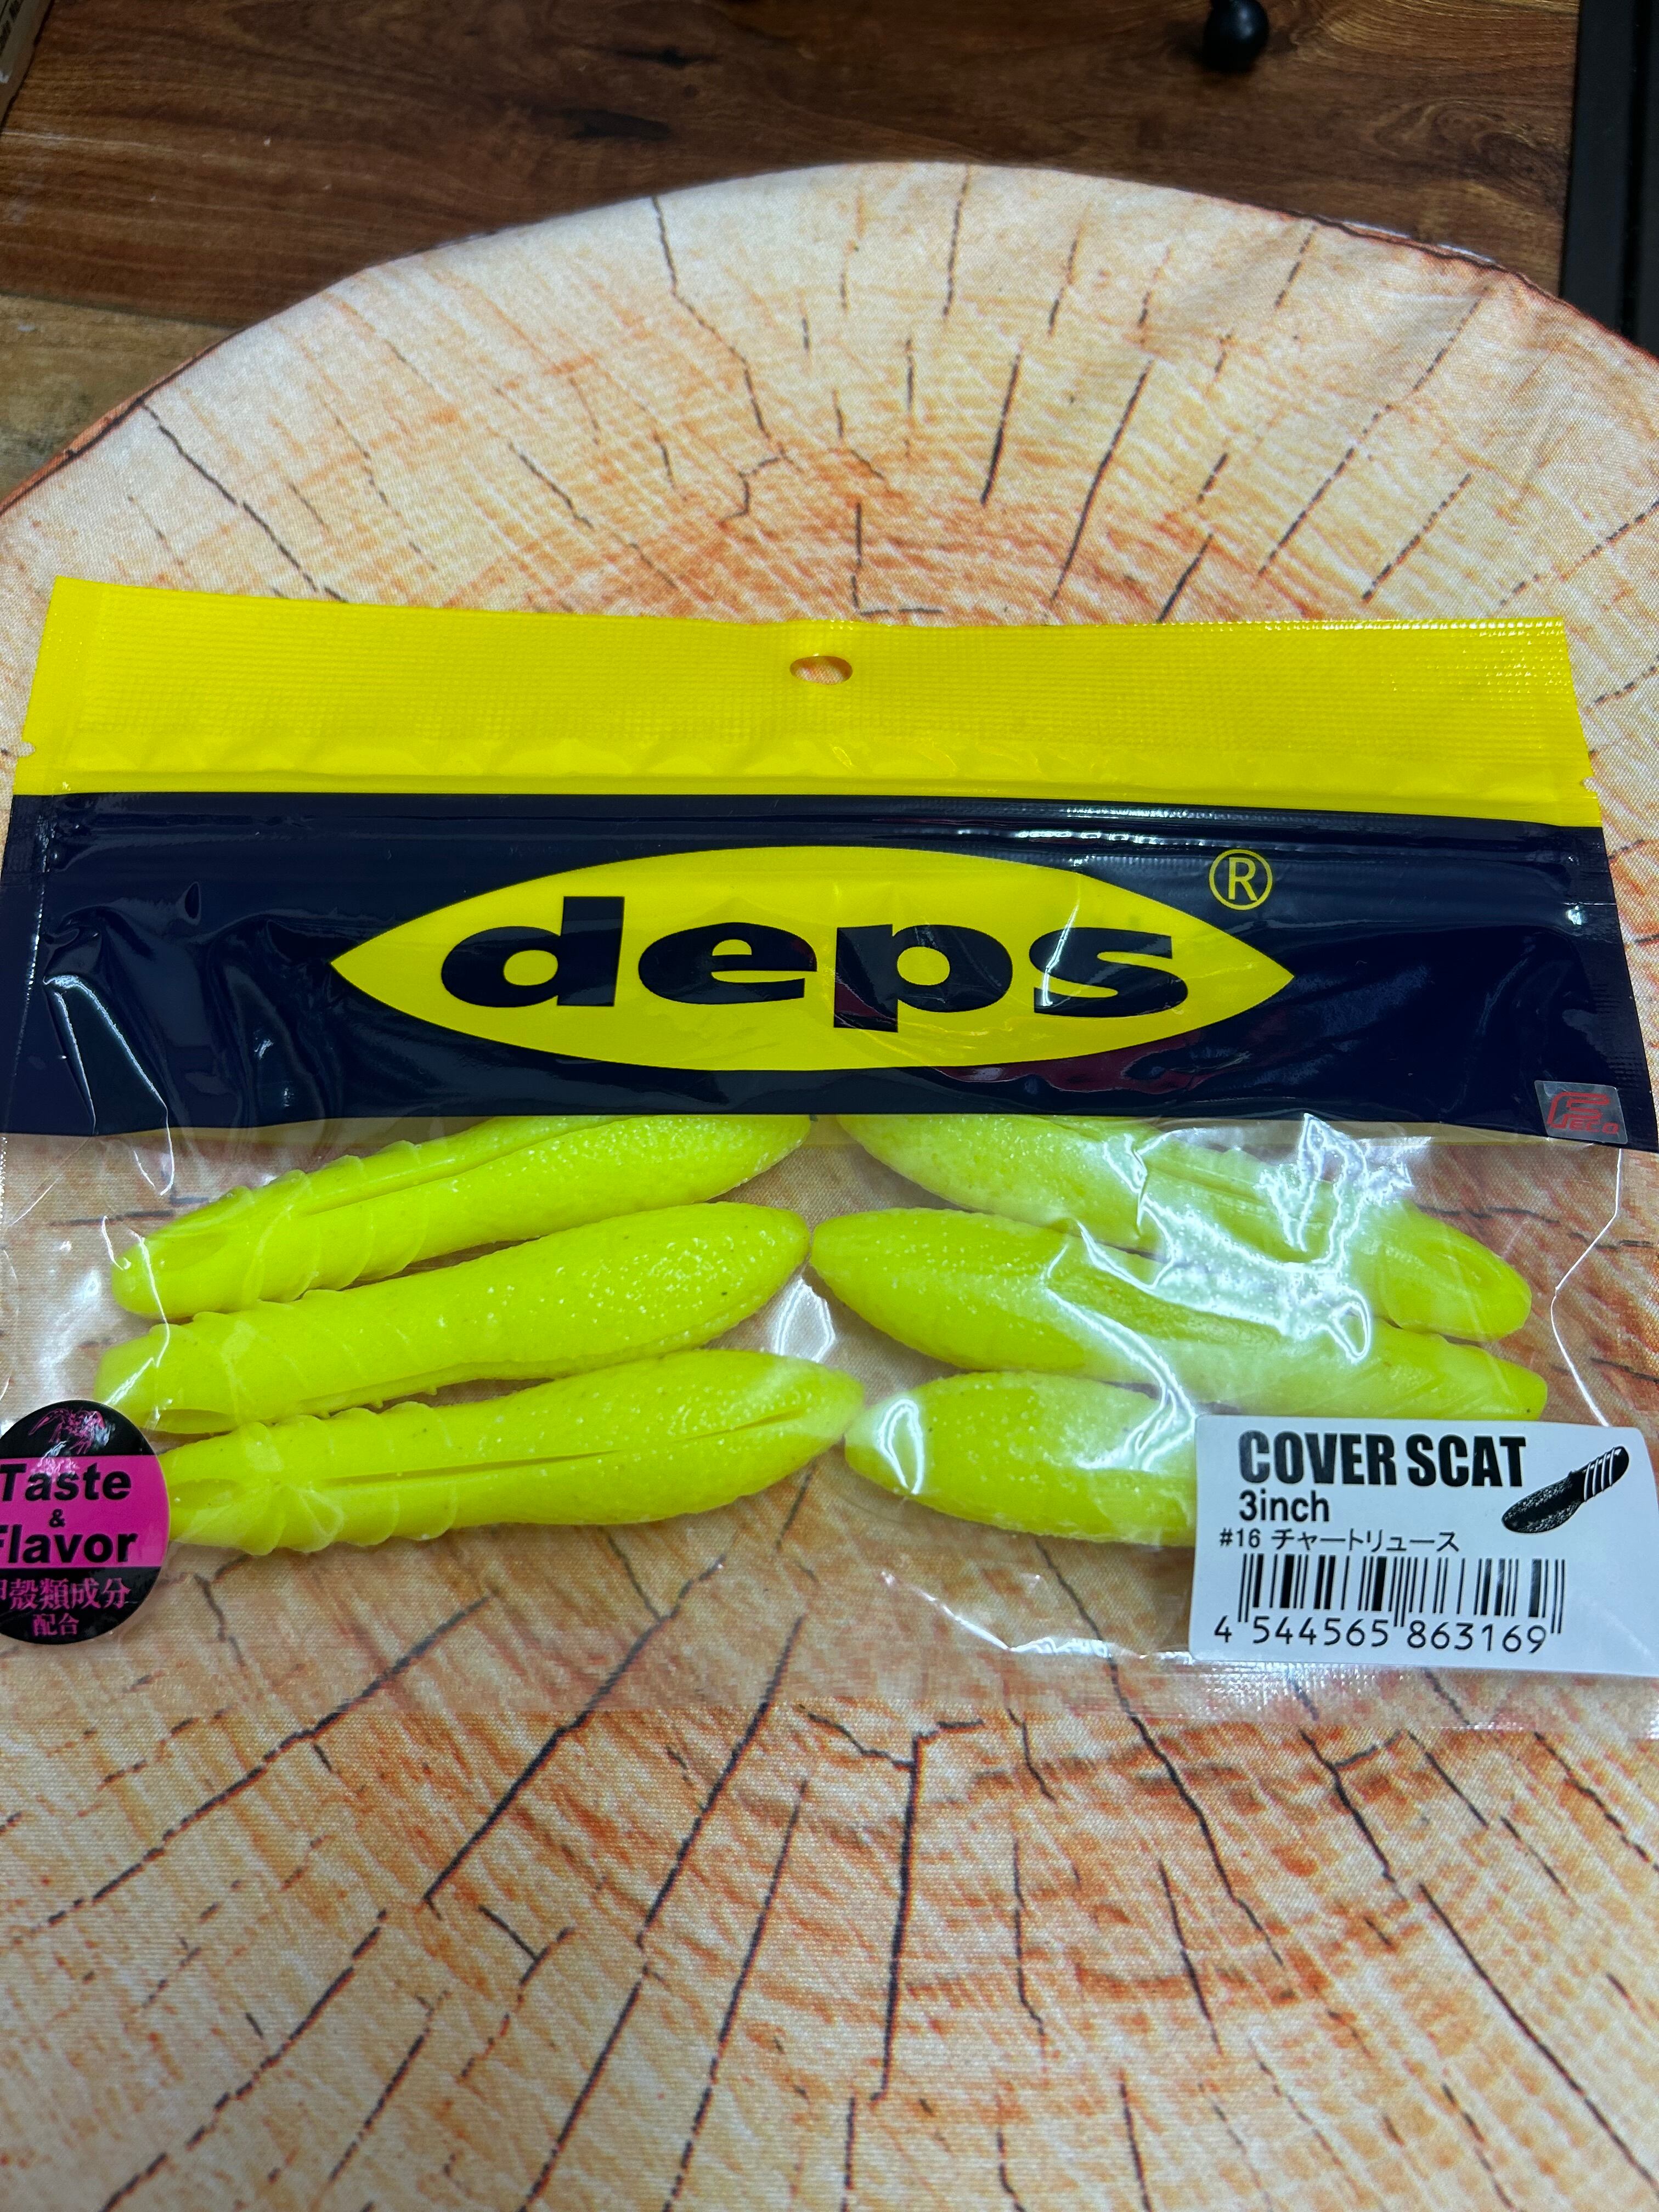 deps®
Feco
COVER SCAT
3inch
#16 チャートリュース
4 544565 863169
Taste
&
Flavor
甲殻類成分
配合